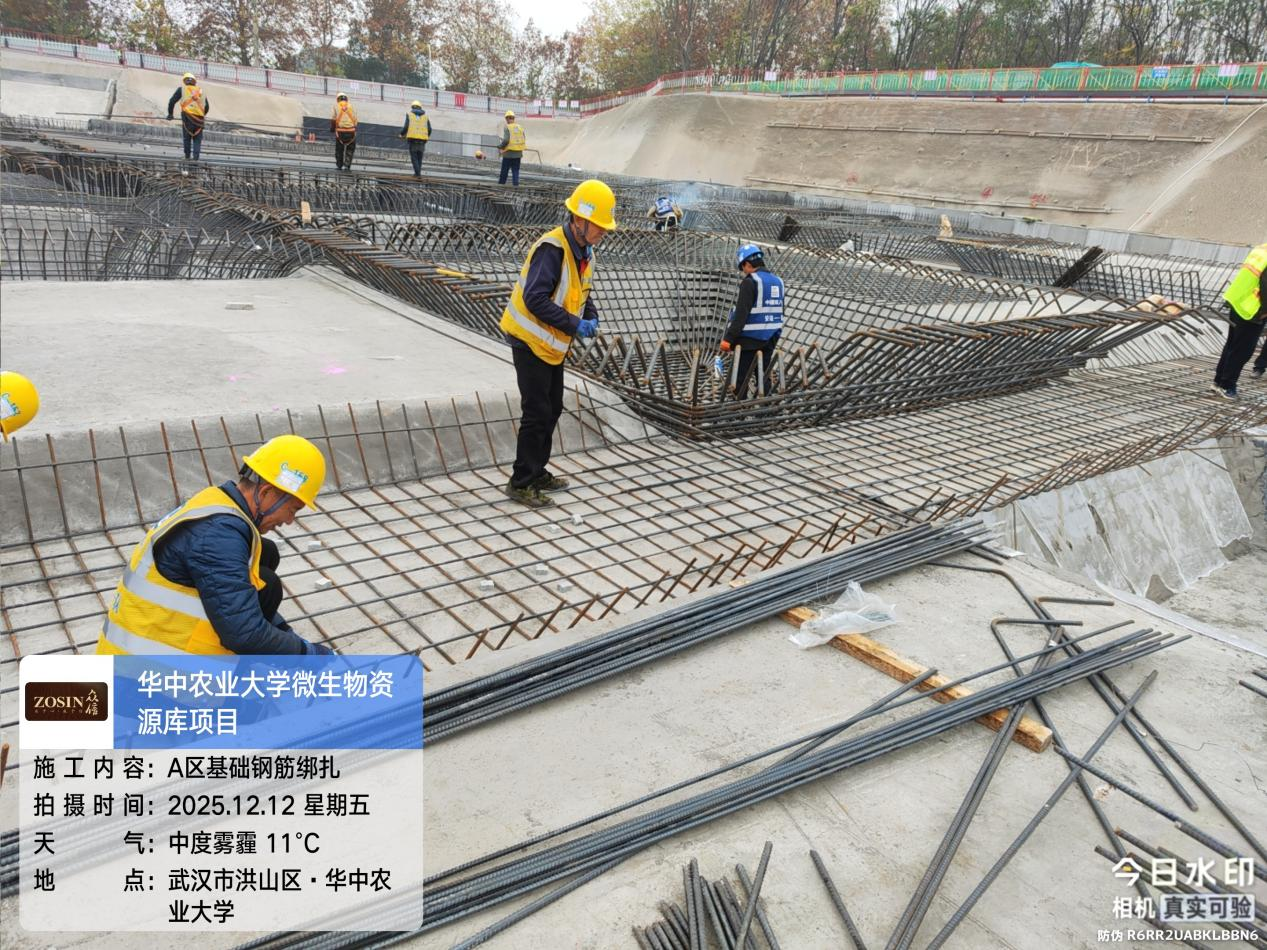 ZOSIN 众信
华中农业大学微生物资
源库项目
施工内容：A区基础钢筋绑扎
拍摄时间：2025.12.12 星期五
天气：中度雾霾 11℃
地点：武汉市洪山区·华中农
业大学
今日水印
相机 真实可验
防伪 R6RR2UABKLBBN6